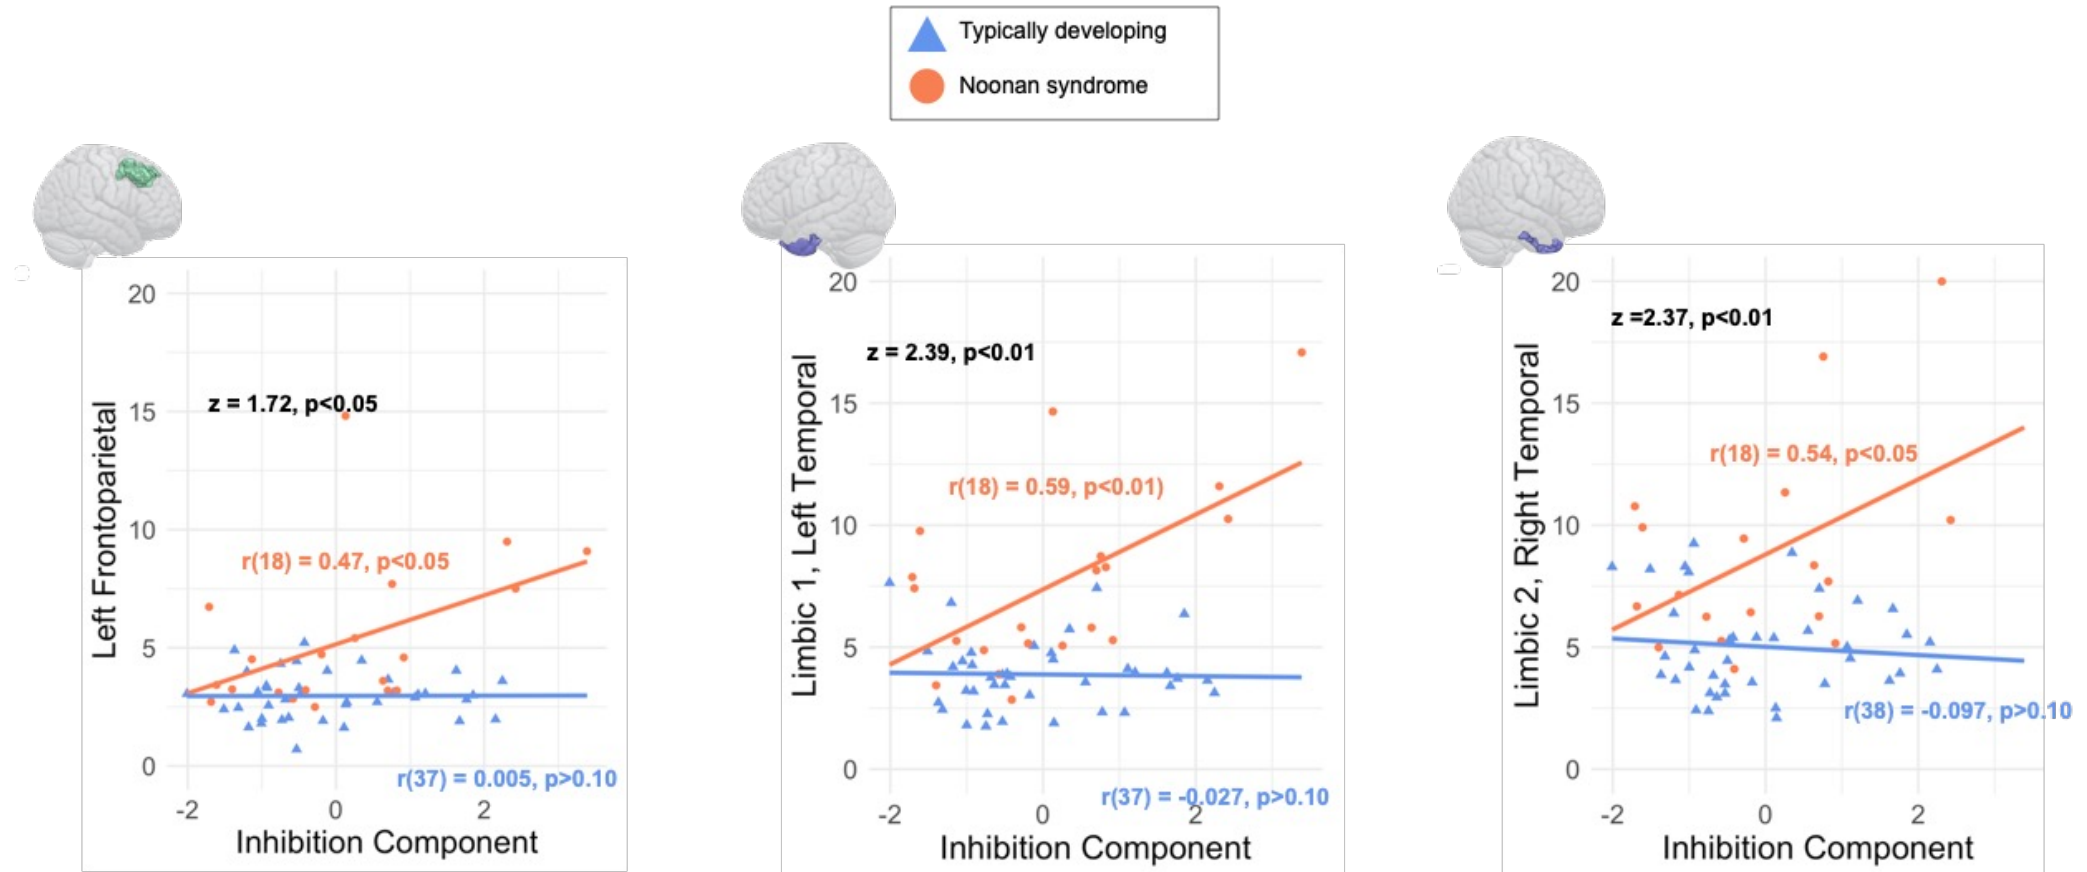 Typically developing
Noonan syndrome
Left Frontoparietal
20
15
10
5
0
z = 1.72, p<0.05
r(18) = 0.47, p<0.05
r(37) = 0.005, p>0.10
-2 0 2
Inhibition Component
Limbic 1, Left Temporal
20
15
10
5
0
z = 2.39, p<0.01
r(18) = 0.59, p<0.01)
r(37) = -0.027, p>0.10
-2 0 2
Inhibition Component
Limbic 2, Right Temporal
20
15
10
5
0
z =2.37, p<0.01
r(18) = 0.54, p<0.05
r(38) = -0.097, p>0.10
-2 0 2
Inhibition Component